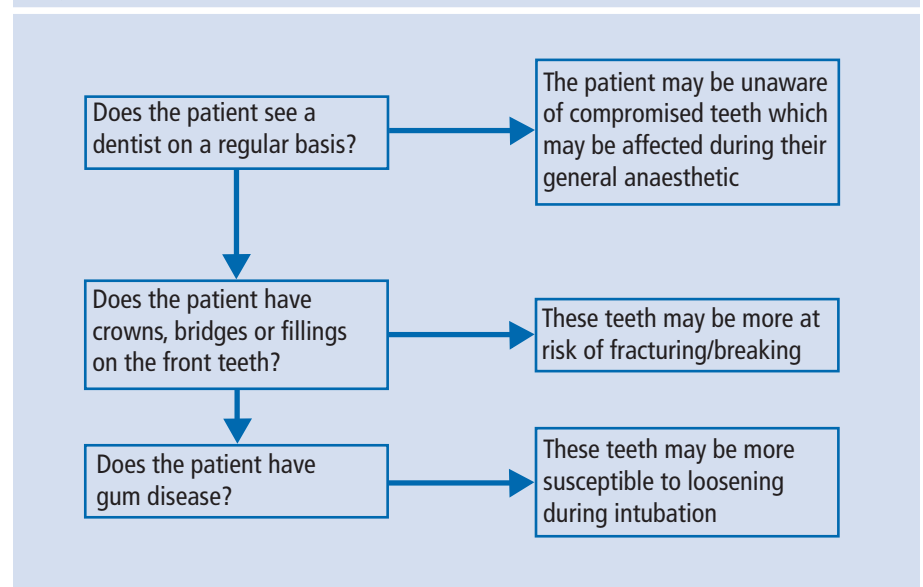 Does the patient see a
dentist on a regular basis?
The patient may be unaware
of compromised teeth which
may be affected during their
general anaesthetic
Does the patient have
crowns, bridges or fillings
on the front teeth?
These teeth may be more at
risk of fracturing/breaking
Does the patient have
gum disease?
These teeth may be more
susceptible to loosening
during intubation